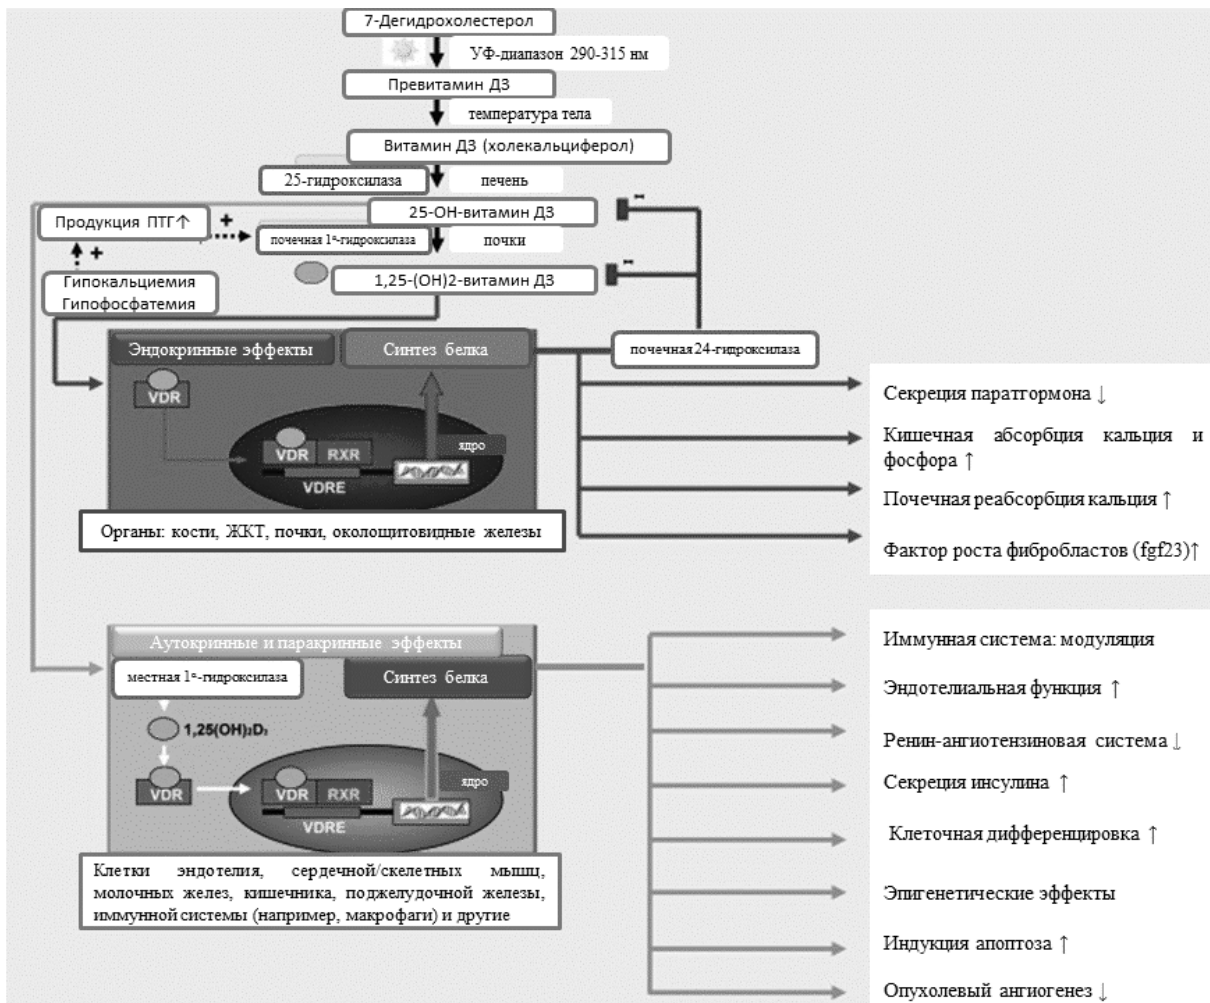 7-Дегидрохолестерол
УФ-диапазон 290-315 нм
Превитамин Д3
температура тела
Витамин Д3 (холекальциферол)
25-гидроксилаза
печень
25-ОН-витамин Д3
Продукция ПТГ↑
+
почечная 1ᵅ-гидроксилаза
почки
+
Гипокальциемия
Гипофосфатемия
1,25-(ОН)2-витамин Д3
-
-
почечная 24-гидроксилаза
Эндокринные эффекты
Синтез белка
VDR
ядро
VDR
RXR
VDRE
Органы: кости, ЖКТ, почки, околощитовидные железы
Секреция паратгормона ↓
Кишечная абсорбция кальция и
фосфора ↑
Почечная реабсорбция кальция ↑
Фактор роста фибробластов (fgf23)↑
Аутокринные и паракринные эффекты
местная 1ᵅ-гидроксилаза
Синтез белка
1,25(OH)₂D₃
VDR
ядро
VDR
RXR
VDRE
Клетки эндотелия, сердечной/скелетных мышц,
молочных желез, кишечника, поджелудочной железы,
иммунной системы (например, макрофаги) и другие
Иммунная система: модуляция
Эндотелиальная функция ↑
Ренин-ангиотензиновая система ↓
Секреция инсулина ↑
Клеточная дифференцировка ↑
Эпигенетические эффекты
Индукция апоптоза ↑
Опухолевый ангиогенез ↓